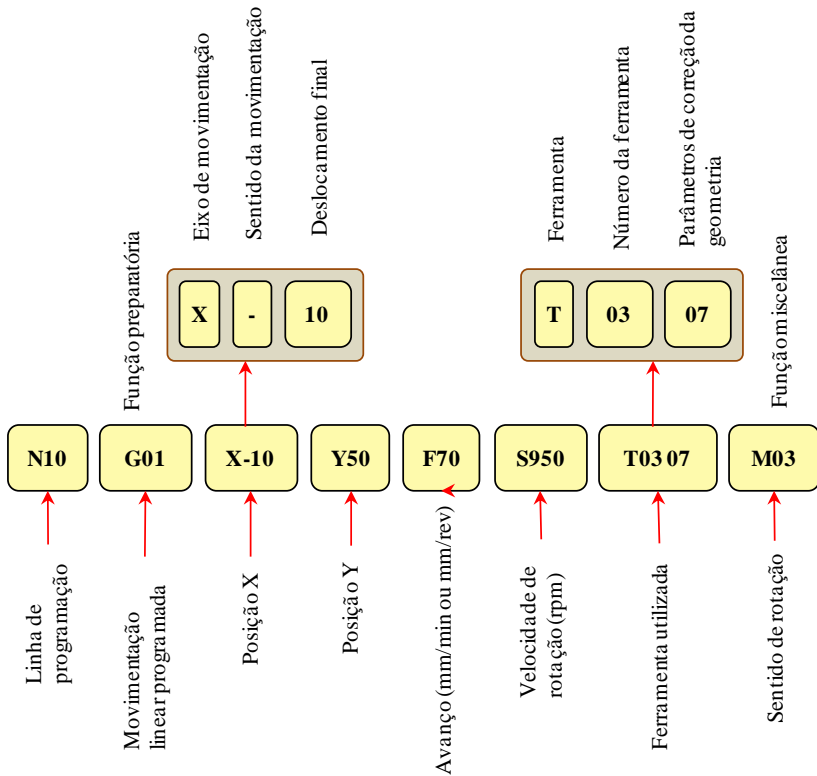 Eixo de movimentação
Sentido da movimentação
Deslocamento final
Ferramenta
Número da ferramenta
Parâmetros de correção da
geometria
Função preparatória
X
-
10
T
03
07
Função miscelânea
N10
G01
X-10
Y50
F70
S950
T0307
M03
Linha de
programação
Movimentação
linear programada
Posição X
Posição Y
Avanço (mm/min ou mm/rev)
Velocidade de
rotação (rpm)
Ferramenta utilizada
Sentido de rotação